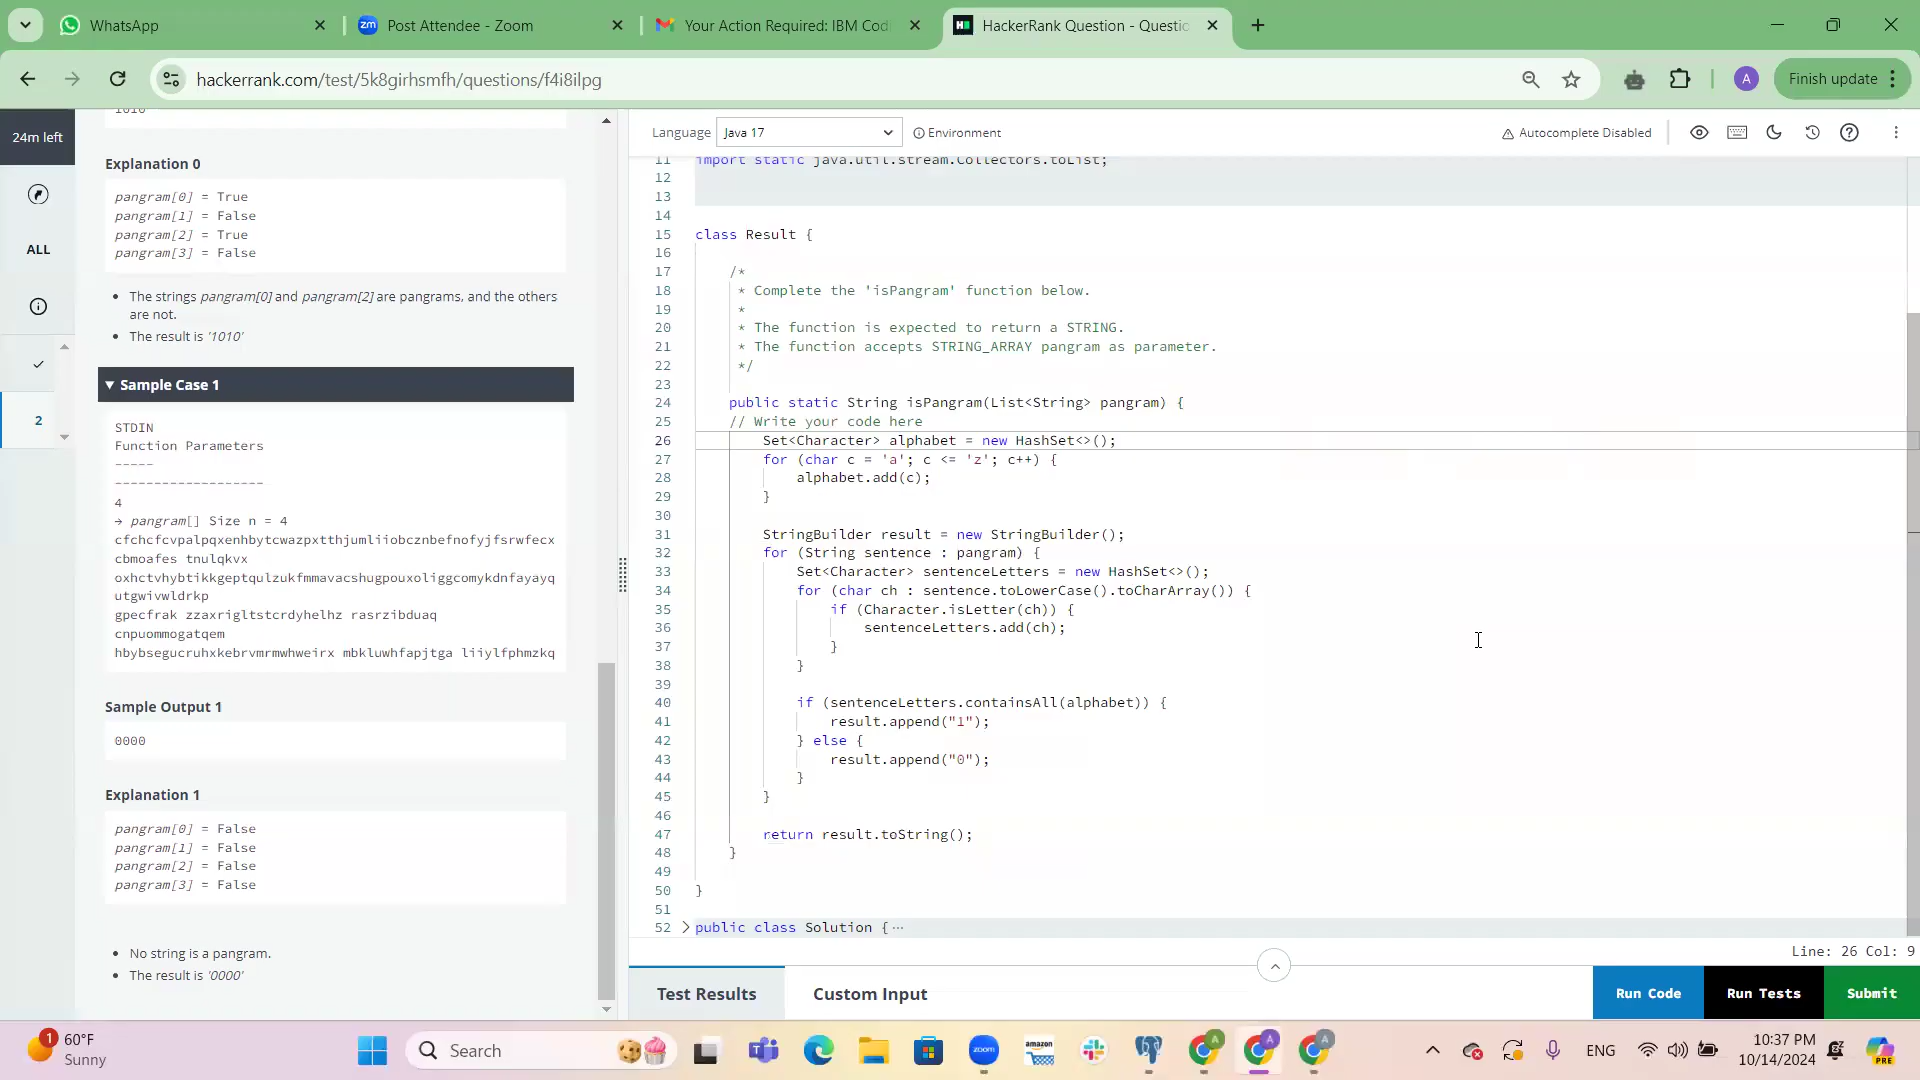 WhatsApp
Post Attendee - Zoom
Your Action Required: IBM Codi
HackerRank Question - Questio
hackerrank.com/test/5k8girhsmfh/questions/f4i8ilpg
A
Finish update
24m left
ALL
2
1010
Explanation 0
pangram[0] = True
pangram[1] = False
pangram[2] = True
pangram[3] = False
The strings pangram[0] and pangram[2] are pangrams, and the others
are not.
The result is '1010'
Sample Case 1
STDIN
Function Parameters
-----
--------------------
4
→ pangram[] Size n = 4
cfchcfcvpalpqxenhbytcwazpxtthjumliiobcznbefnofyjfsrwfecx
cbmoafes tnulqkvx
oxhctvhybtikkgeptqulzukfmmavacshugpouxoliggcomykdnfayayq
utgwivwldrkp
gpecfrak zzaxrigltstcrdyhelhz rasrzibduaq
cnpuommogatqem
hbybsegucruhxkebrvmrmwhweirx mbkluwhfapjtga liiylfphmzkq
Sample Output 1
0000
Explanation 1
pangram[0] = False
pangram[1] = False
pangram[2] = False
pangram[3] = False
No string is a pangram.
The result is '0000'
Language
Java 17
Environment
Autocomplete Disabled
11 import static java.util.stream.Collectors.toList;
12
13
14
15 class Result {
16
17 /*
18 * Complete the 'isPangram' function below.
19 *
20 * The function is expected to return a STRING.
21 * The function accepts STRING_ARRAY pangram as parameter.
22 */
23
24 public static String isPangram(List<String> pangram) {
25 // Write your code here
26 Set<Character> alphabet = new HashSet<>();
27 for (char c = 'a'; c <= 'z'; c++) {
28 alphabet.add(c);
29 }
30
31 StringBuilder result = new StringBuilder();
32 for (String sentence : pangram) {
33 Set<Character> sentenceLetters = new HashSet<>();
34 for (char ch : sentence.toLowerCase().toCharArray()) {
35 if (Character.isLetter(ch)) {
36 sentenceLetters.add(ch);
37 }
38 }
39
40 if (sentenceLetters.containsAll(alphabet)) {
41 result.append("1");
42 } else {
43 result.append("0");
44 }
45 }
46
47 return result.toString();
48 }
49
50 }
51
52 public class Solution { ...
Line: 26 Col: 9
Test Results
Custom Input
Run Code
Run Tests
Submit
1
60°F
Sunny
Search
zoom
amazon
A
A
A
ENG
10:37 PM
10/14/2024
PRE